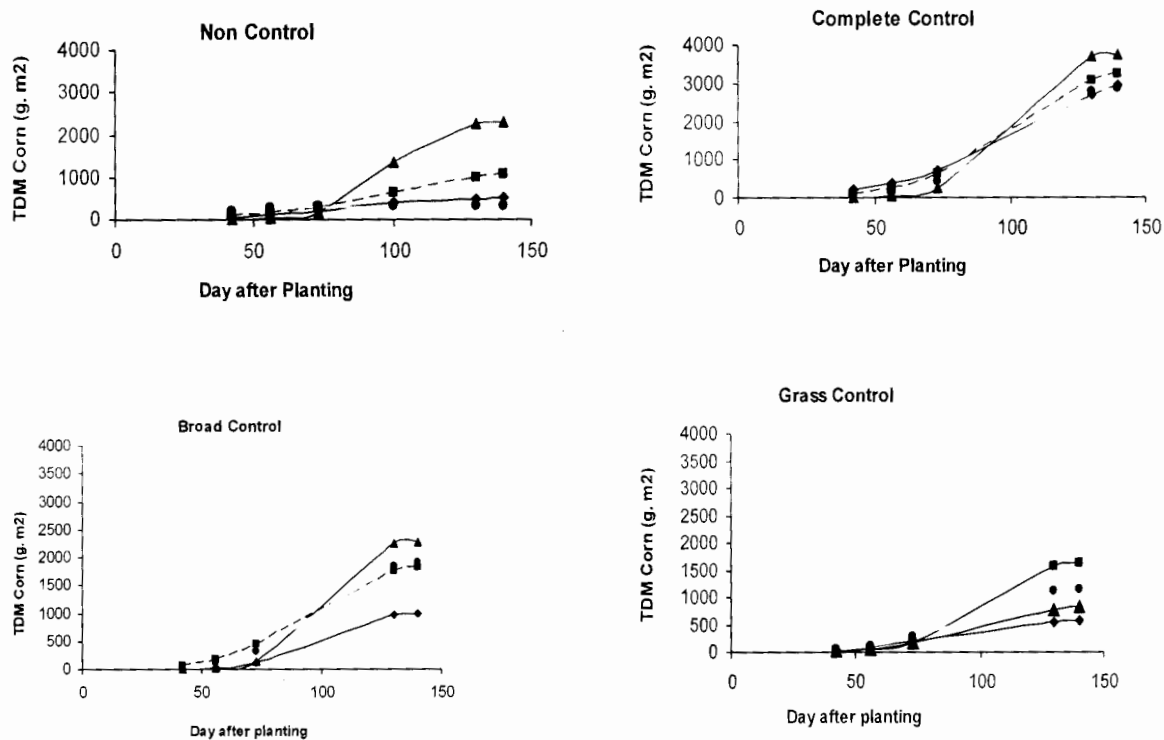 Non Control
TDM Corn (g. m2)
4000
3000
2000
1000
0
0 50 100 150
Day after Planting
Complete Control
TDM Corn (g. m2)
4000
3000
2000
1000
0
0 50 100 150
Day after Planting
Broad Control
TDM Corn (g. m2)
4000
3500
3000
2500
2000
1500
1000
500
0
0 50 100 150
Day after planting
Grass Control
TDM Corn (g. m2)
4000
3500
3000
2500
2000
1500
1000
500
0
0 50 100 150
Day after planting